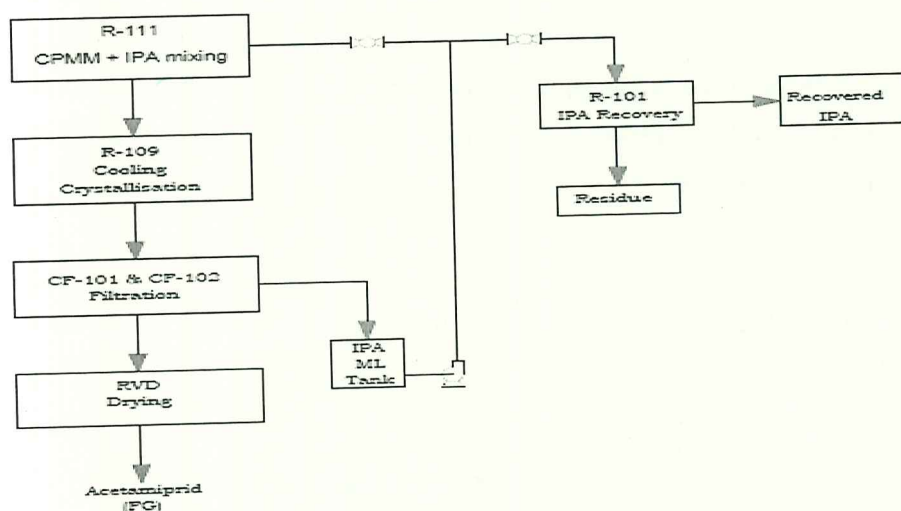 R-111
CPMM + IPA mixing
R-109
Cooling
Crystallisation
CF-101 & CF-102
Filtration
RVD
Drying
Acetamiprid
(FG)
IPA
ML
Tank
R-101
IPA Recovery
Residue
Recovered
IPA